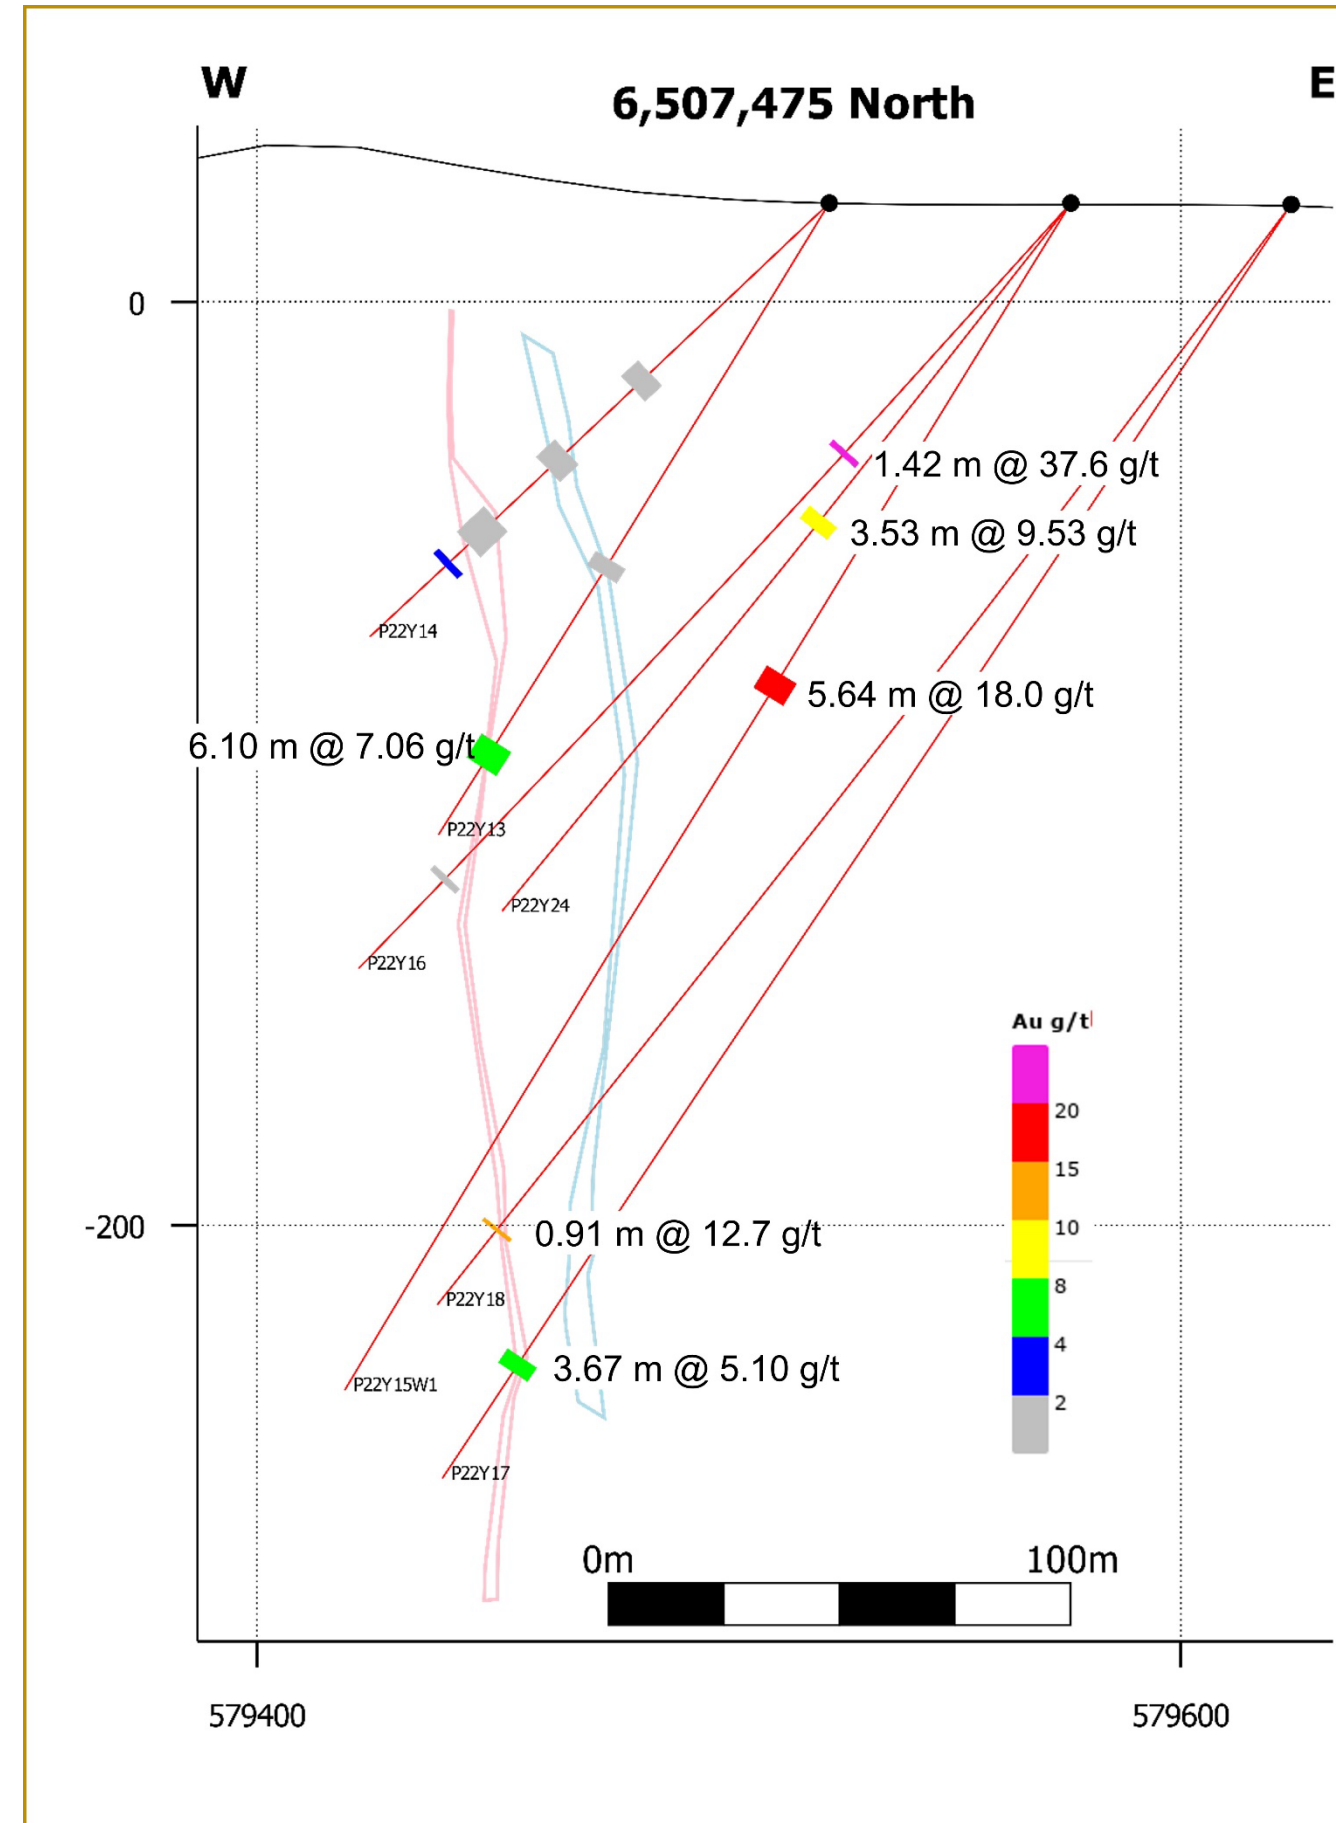 W
E
6,507,475 North
0
1.42 m @ 37.6 g/t
3.53 m @ 9.53 g/t
P22Y14
5.64 m @ 18.0 g/t
6.10 m @ 7.06 g/t
P22Y13
P22Y24
P22Y16
Au g/t
20
15
10
8
4
2
-200
0.91 m @ 12.7 g/t
P22Y18
3.67 m @ 5.10 g/t
P22Y15W1
P22Y17
0m
100m
579400
579600